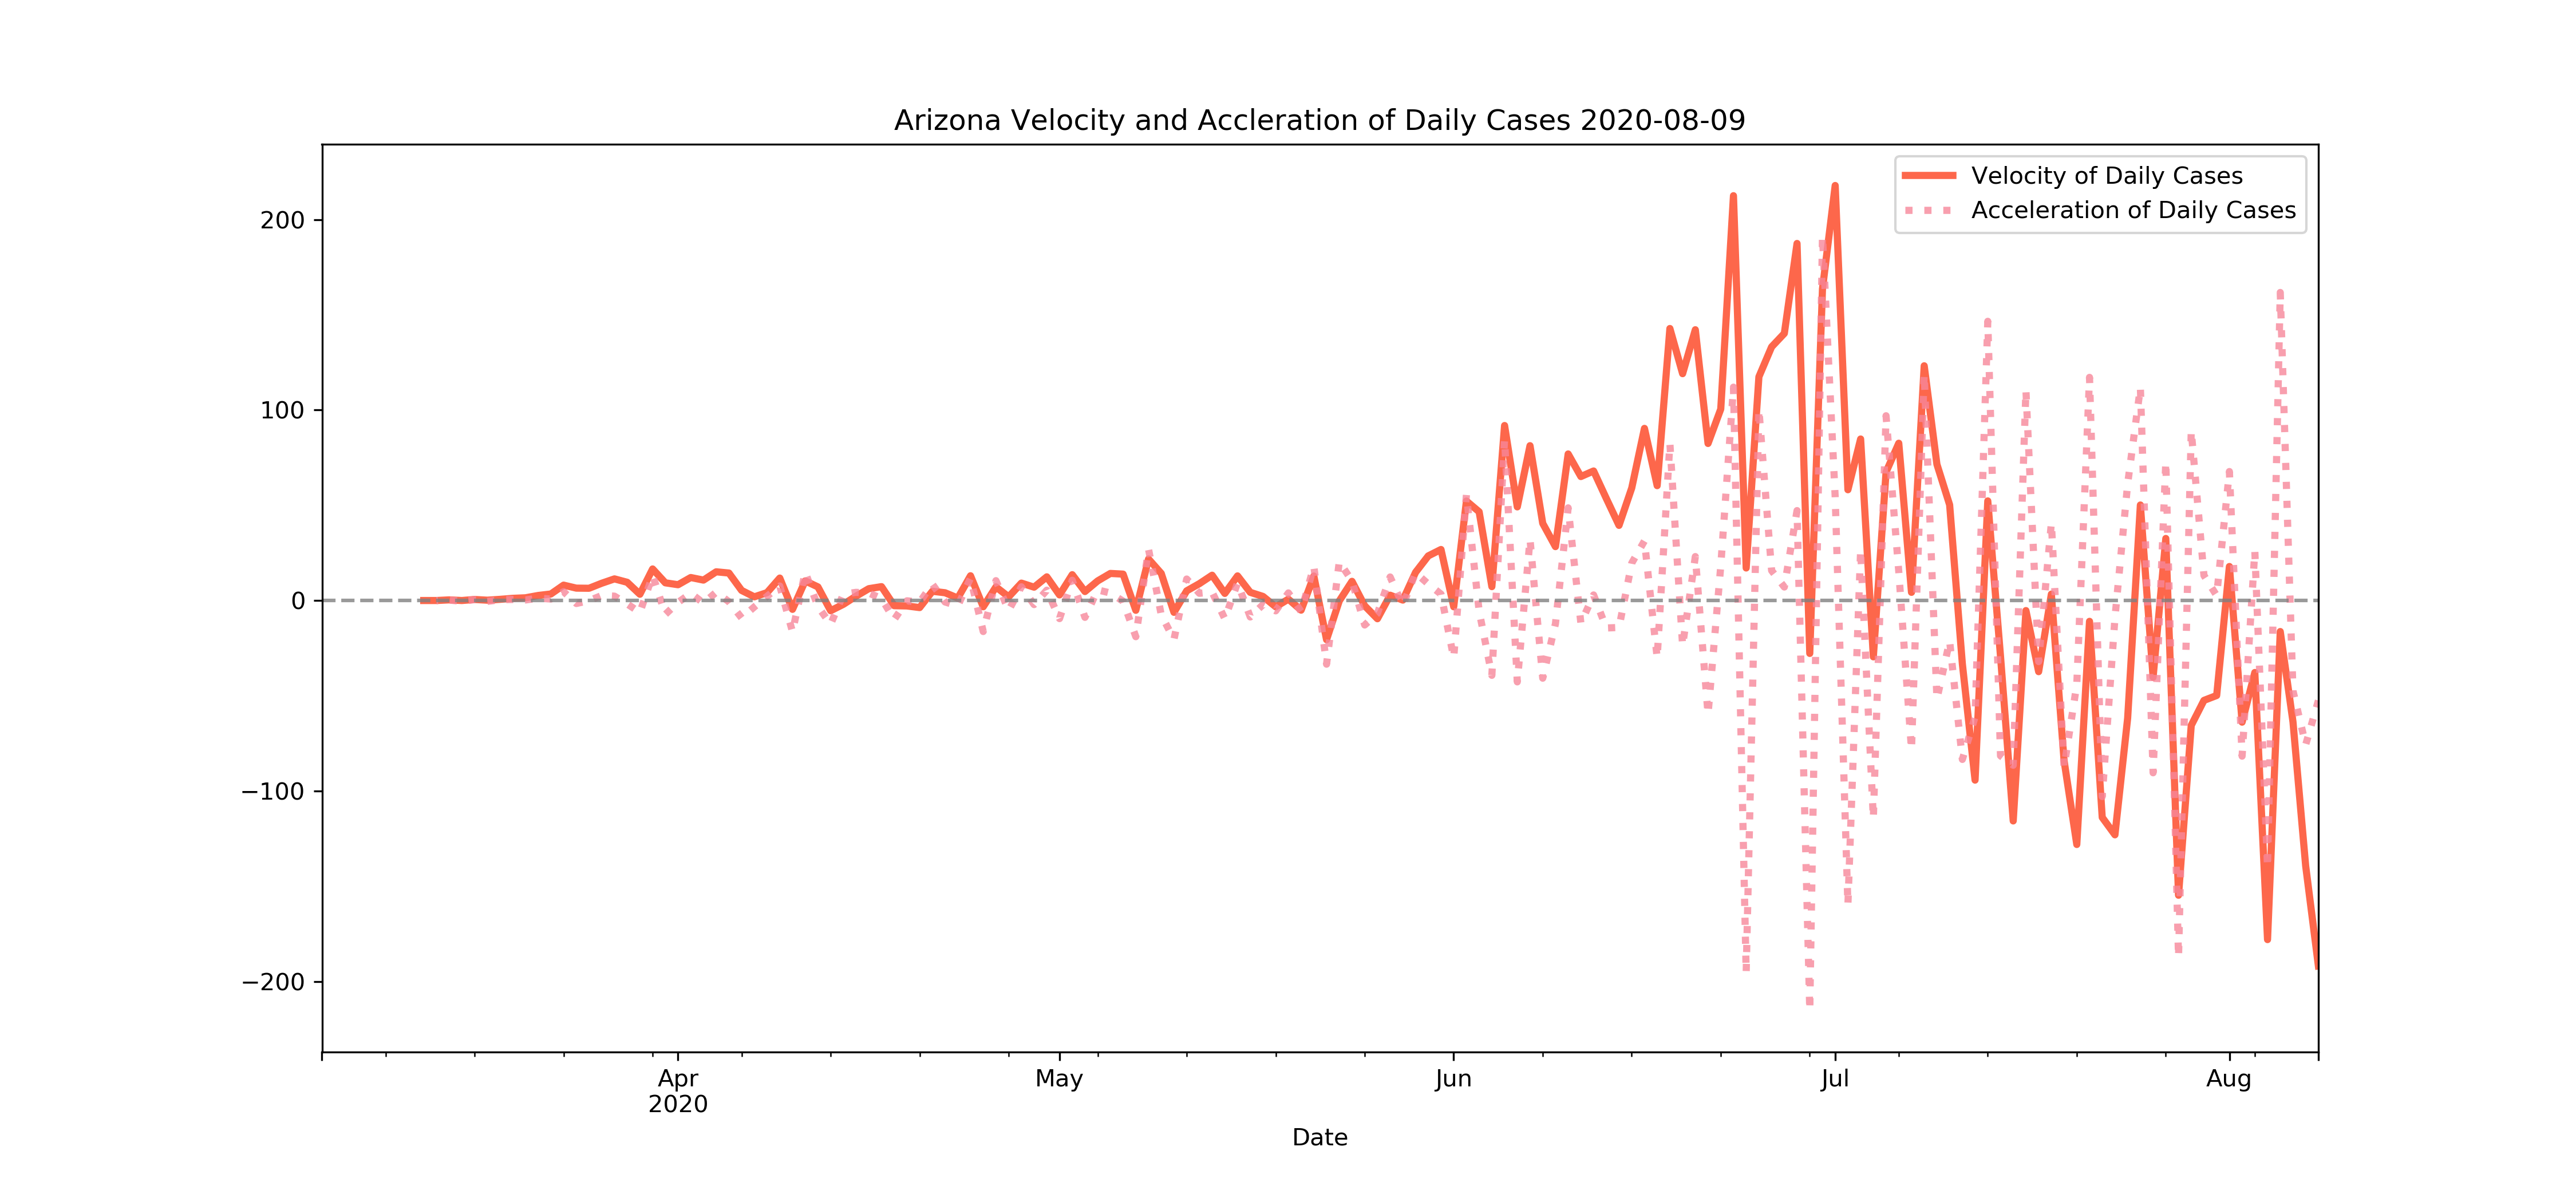 Arizona Velocity and Accleration of Daily Cases 2020-08-09
Velocity of Daily Cases
Acceleration of Daily Cases
200
100
0
−100
−200
Apr
2020
May
Jun
Jul
Aug
Date